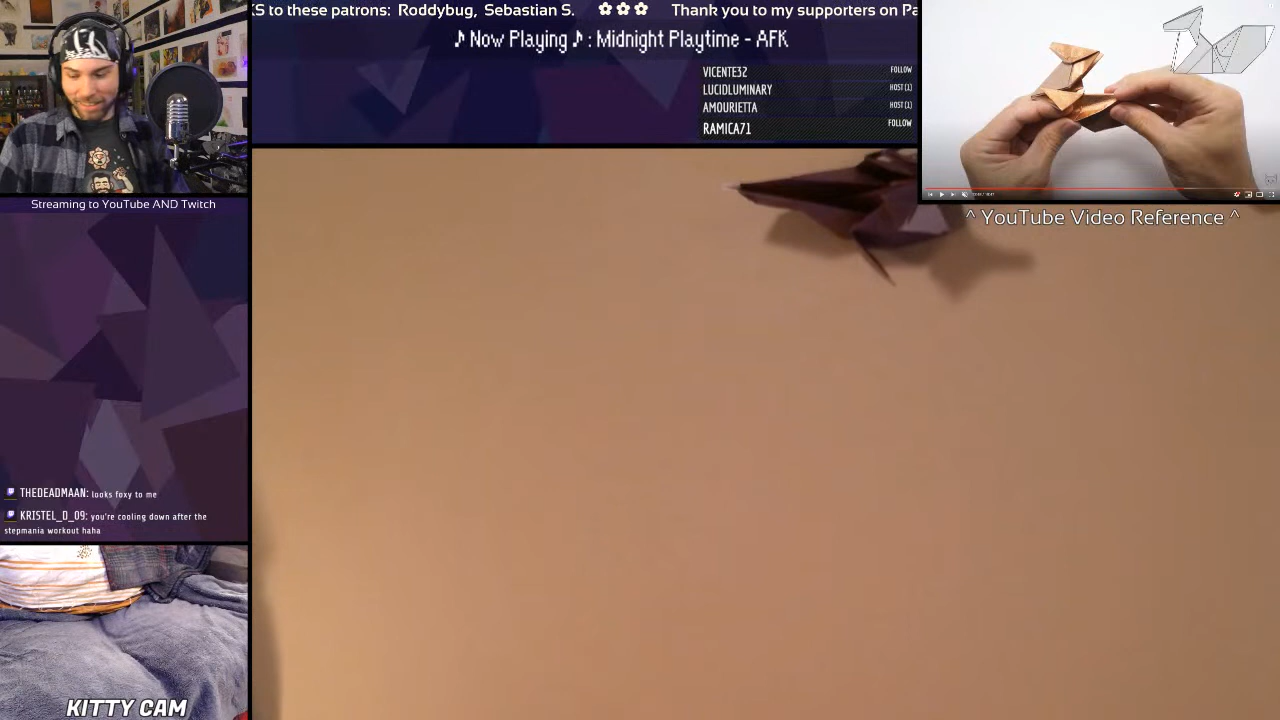 KS to these patrons: Roddybug, Sebastian S. ✿ ✿ ✿ Thank you to my supporters on Pa
♪ Now Playing ♪ : Midnight Playtime - AFK
VICENTE32 FOLLOW
LUCIDLUMINARY HOST (1)
AMOURIETTA HOST (1)
RAMICA71 FOLLOW
^ YouTube Video Reference ^
Streaming to YouTube AND Twitch
THEDEADMAAN: looks foxy to me
KRISTEL_D_09: you're cooling down after the
stepmania workout haha
KITTY CAM